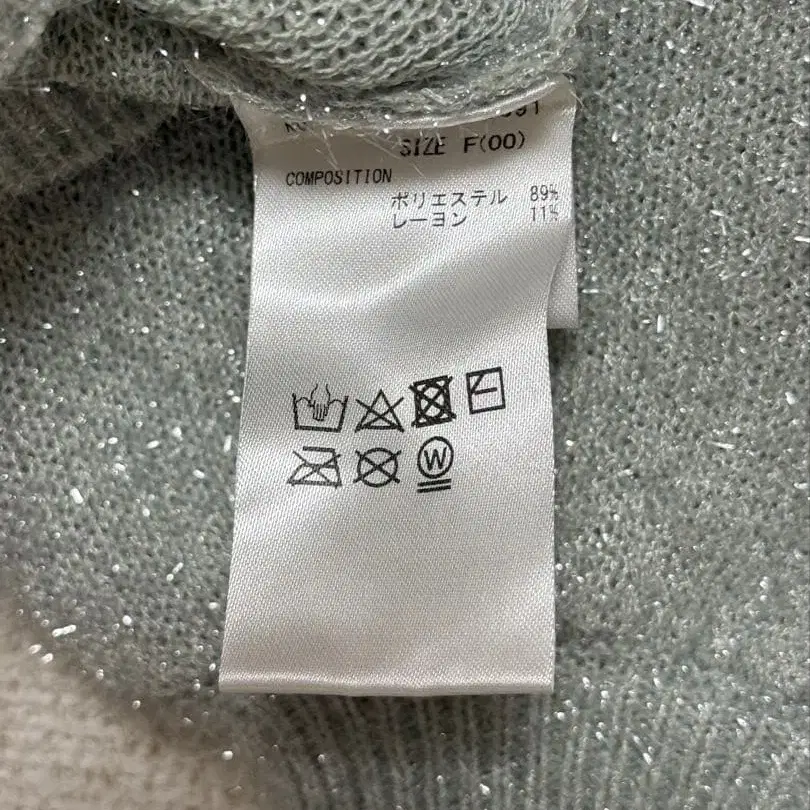 SIZE F(00)
COMPOSITION
ポリエステル 89%
レーヨン 11%
W